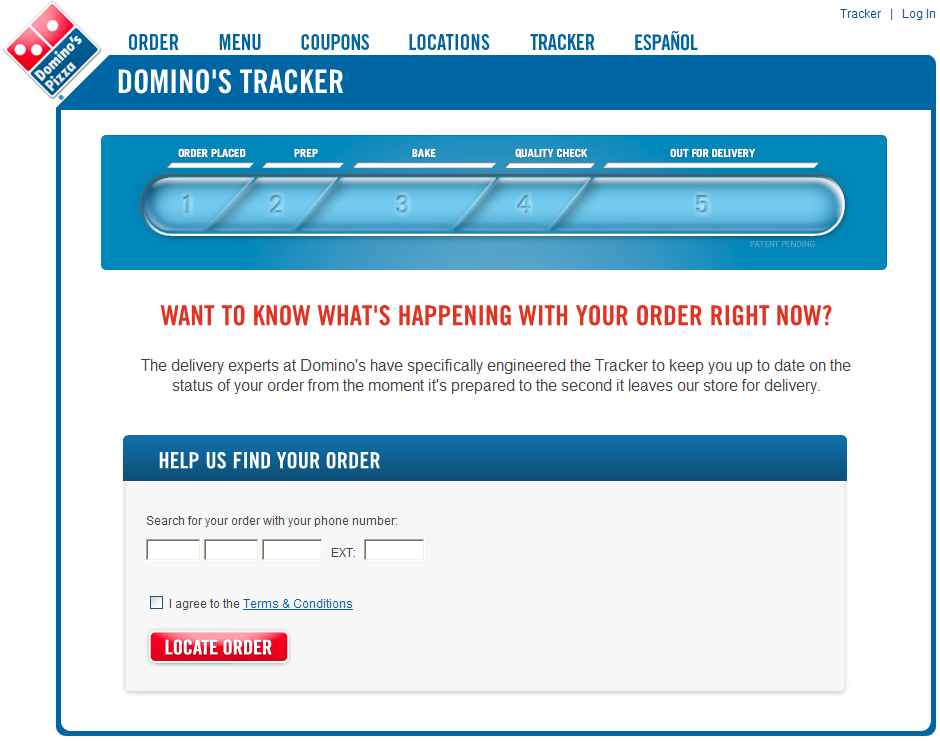 Tracker | Log In
Domino's
Pizza
ORDER MENU COUPONS LOCATIONS TRACKER ESPAÑOL
DOMINO'S TRACKER
ORDER PLACED PREP BAKE QUALITY CHECK OUT FOR DELIVERY
1 2 3 4 5
PATENT PENDING
WANT TO KNOW WHAT'S HAPPENING WITH YOUR ORDER RIGHT NOW?
The delivery experts at Domino's have specifically engineered the Tracker to keep you up to date on the
status of your order from the moment it's prepared to the second it leaves our store for delivery.
HELP US FIND YOUR ORDER
Search for your order with your phone number:
EXT:
I agree to the Terms & Conditions
LOCATE ORDER